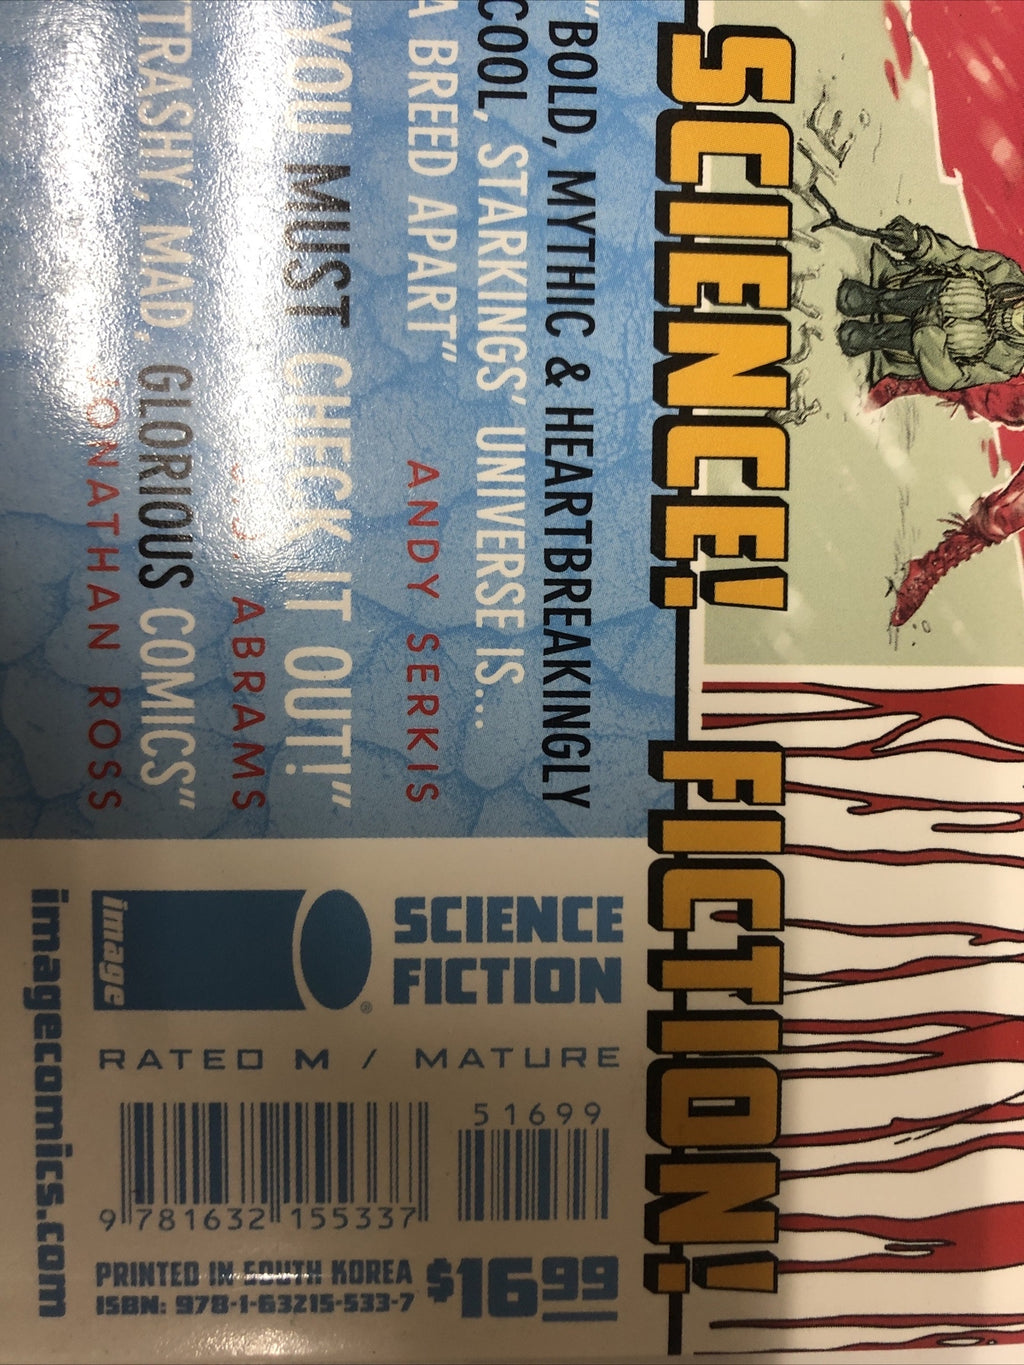 SCIENCE! FICTION!
"BOLD, MYTHIC & HEARTBREAKINGLY
COOL, STARKINGS' UNIVERSE IS...
A BREED APART"
ANDY SERKIS
"YOU MUST CHECK IT OUT!"
ABRAMS
TRASHY, MAD, GLORIOUS COMICS"
JONATHAN ROSS
SCIENCE
FICTION
image
®
RATED M / MATURE
51699
9 781632 155337
PRINTED IN SOUTH KOREA
ISBN: 978-1-63215-533-7
$16.99
imagecomics.com